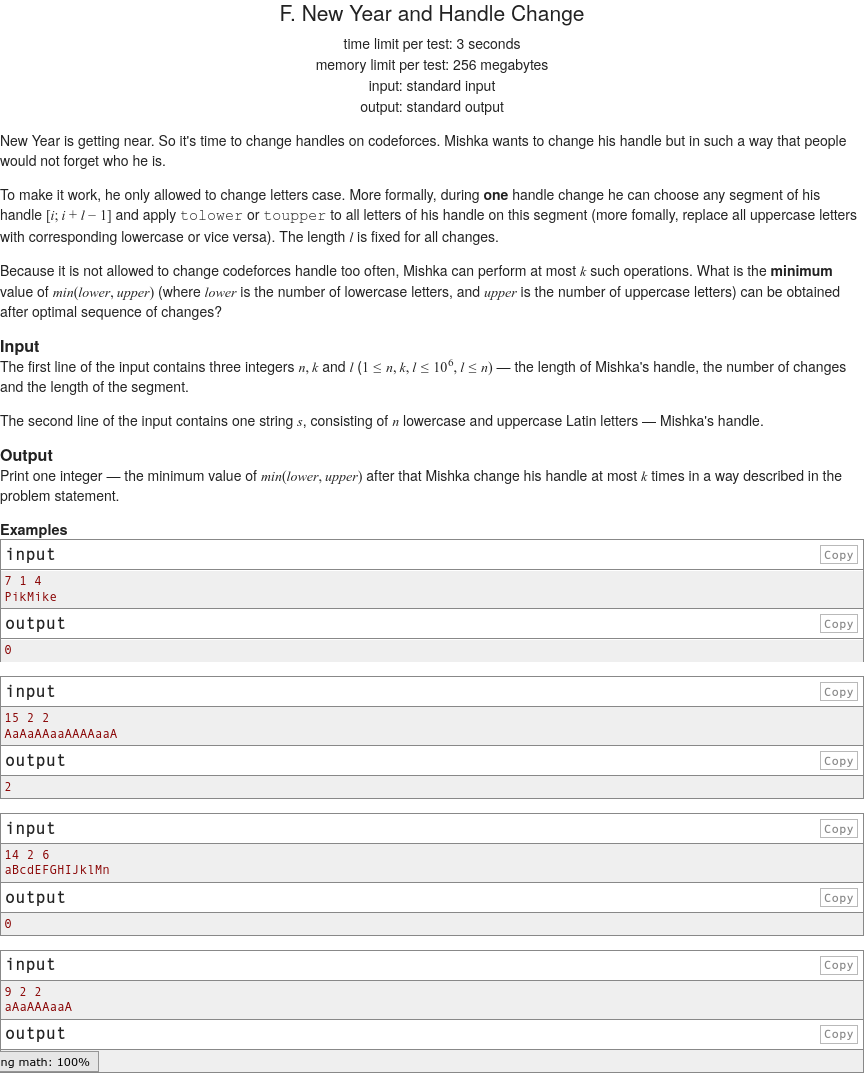 F. New Year and Handle Change
time limit per test: 3 seconds
memory limit per test: 256 megabytes
input: standard input
output: standard output
New Year is getting near. So it's time to change handles on codeforces. Mishka wants to change his handle but in such a way that people
would not forget who he is.
To make it work, he only allowed to change letters case. More formally, during one handle change he can choose any segment of his
handle [i; i + l − 1] and apply tolower or toupper to all letters of his handle on this segment (more fomally, replace all uppercase letters
with corresponding lowercase or vice versa). The length l is fixed for all changes.
Because it is not allowed to change codeforces handle too often, Mishka can perform at most k such operations. What is the minimum
value of min(lower, upper) (where lower is the number of lowercase letters, and upper is the number of uppercase letters) can be obtained
after optimal sequence of changes?
Input
The first line of the input contains three integers n, k and l (1 ≤ n, k, l ≤ 10^6, l ≤ n) — the length of Mishka's handle, the number of changes
and the length of the segment.
The second line of the input contains one string s, consisting of n lowercase and uppercase Latin letters — Mishka's handle.
Output
Print one integer — the minimum value of min(lower, upper) after that Mishka change his handle at most k times in a way described in the
problem statement.
Examples
input Copy
7 1 4
PikMike
output Copy
0
input Copy
15 2 2
AaAaAAaaAAAAaaA
output Copy
2
input Copy
14 2 6
aBcdEFGHIJklMn
output Copy
0
input Copy
9 2 2
aAaAAAaaA
output Copy
ng math: 100%